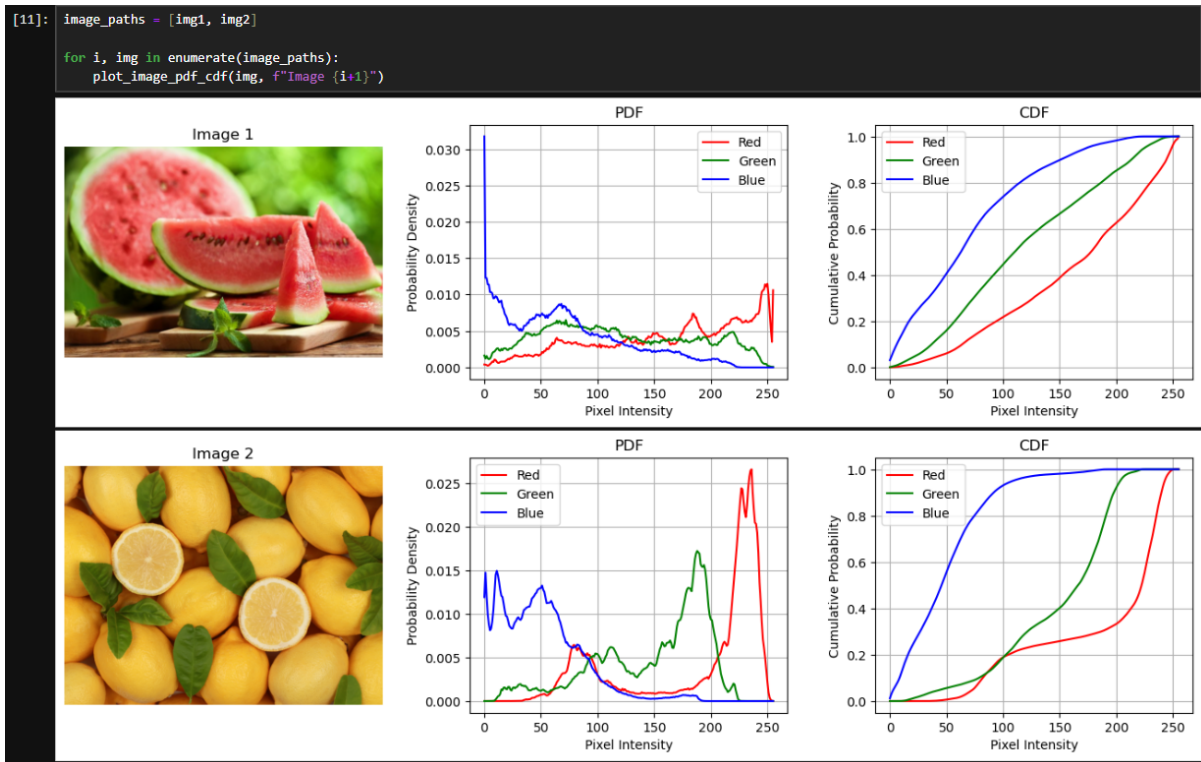 [11]: image_paths = [img1, img2]
for i, img in enumerate(image_paths):
    plot_image_pdf_cdf(img, f"Image {i+1}")
Image 1
PDF
Probability Density
0.030
0.025
0.020
0.015
0.010
0.005
0.000
Red
Green
Blue
0 50 100 150 200 250
Pixel Intensity
CDF
Cumulative Probability
1.0
0.8
0.6
0.4
0.2
0.0
Red
Green
Blue
0 50 100 150 200 250
Pixel Intensity
Image 2
PDF
Probability Density
0.025
0.020
0.015
0.010
0.005
0.000
Red
Green
Blue
0 50 100 150 200 250
Pixel Intensity
CDF
Cumulative Probability
1.0
0.8
0.6
0.4
0.2
0.0
Red
Green
Blue
0 50 100 150 200 250
Pixel Intensity